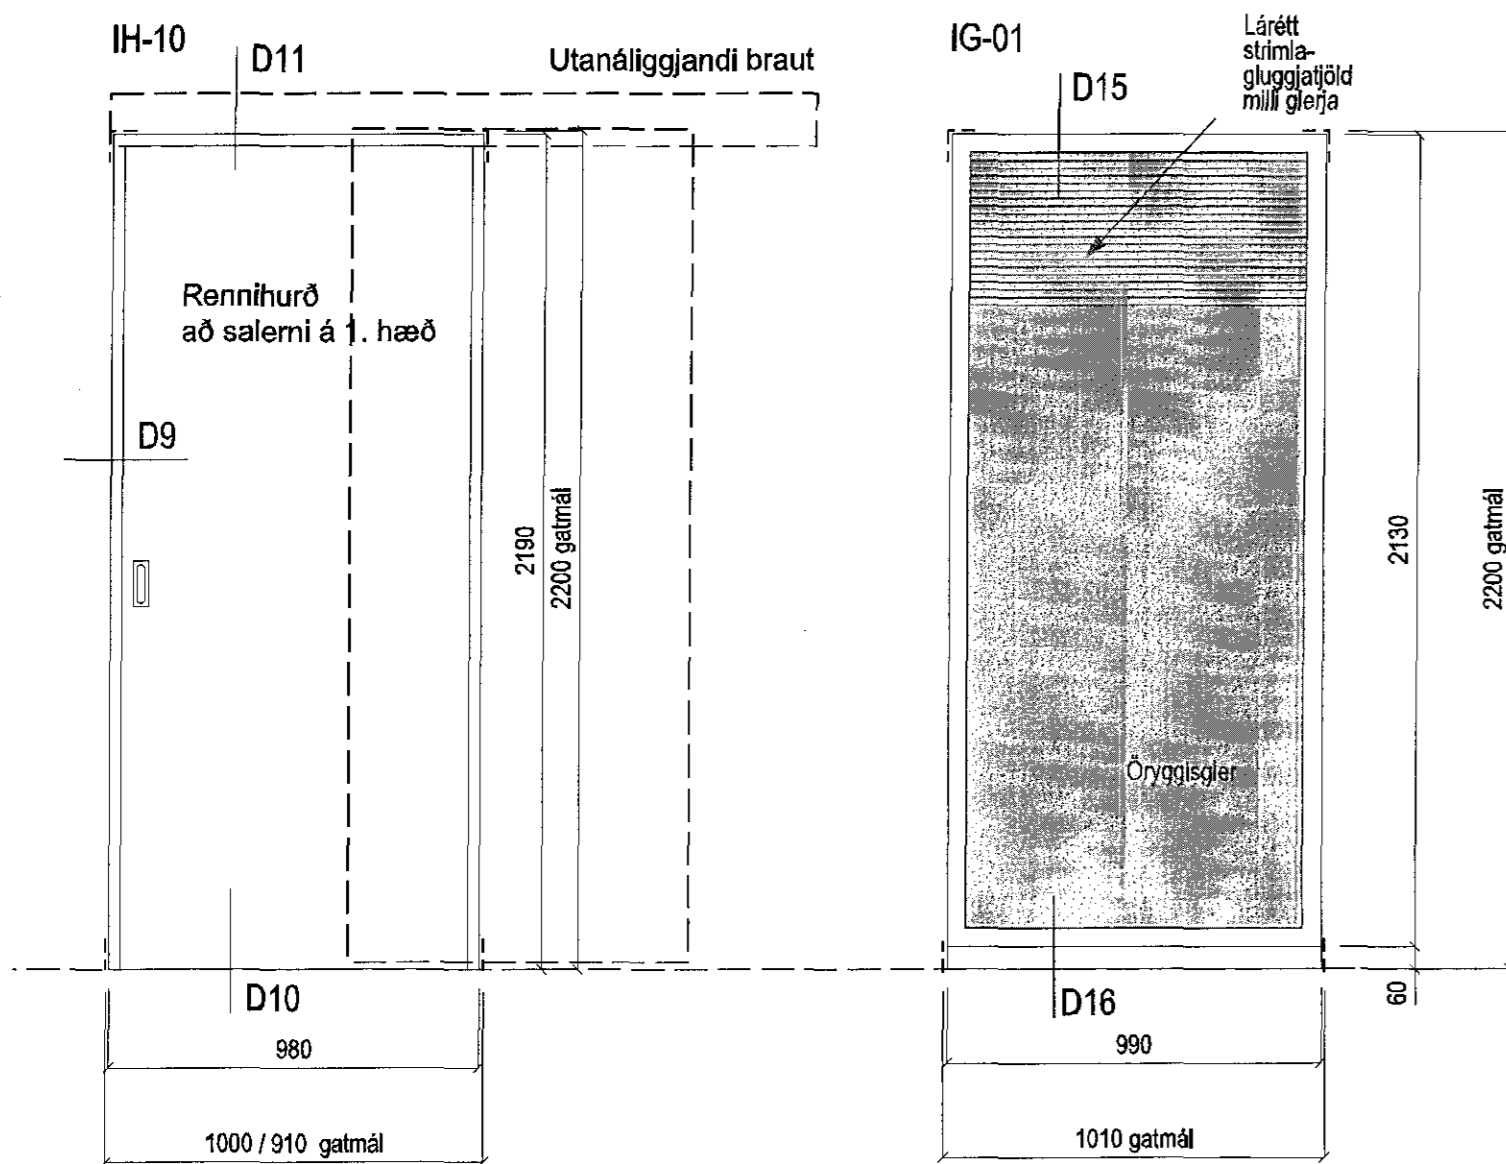 IH-10
D11
Utanáliggjandi braut
Rennihurð
að salerni á 1. hæð
D9
2190
2200 gatmál
D10
980
1000 / 910 gatmál
IG-01
D15
Lárétt
strimla-
gluggjatjöld
milli glerja
Öryggisgler
2130
2200 gatmál
60
D16
990
1010 gatmál